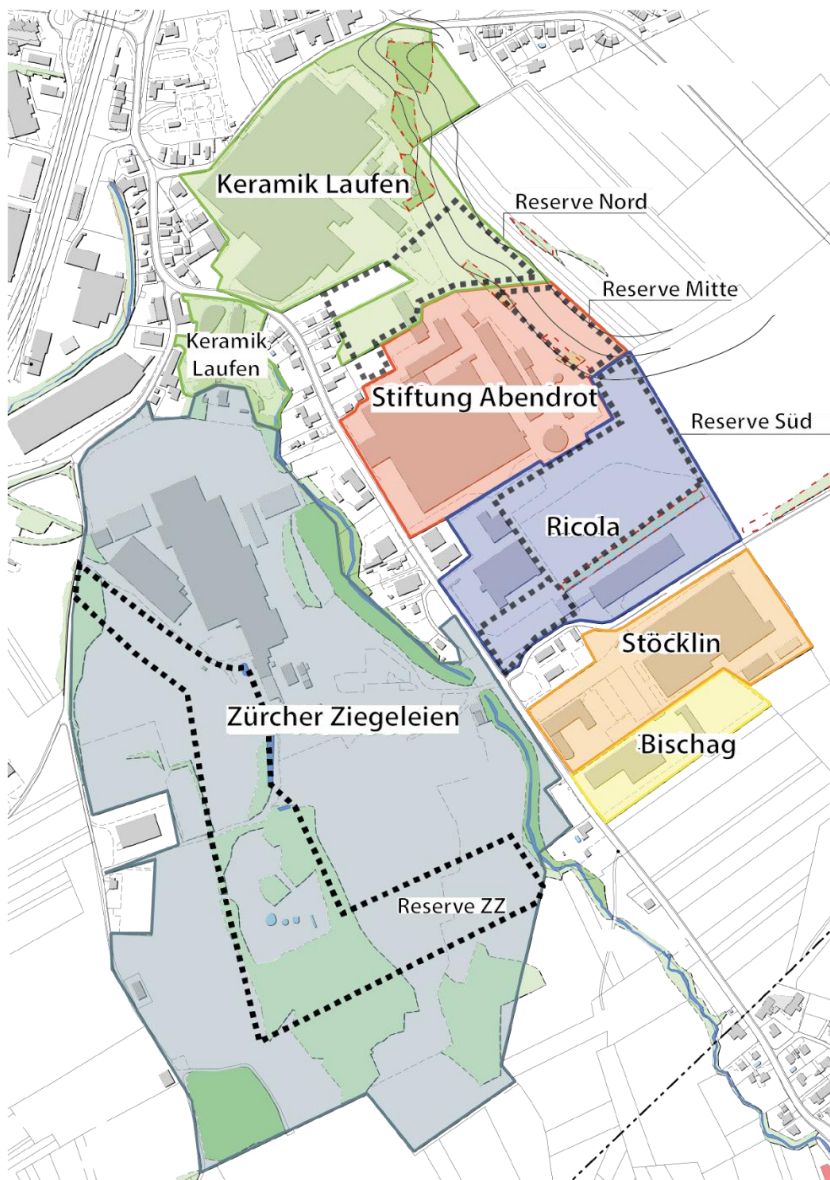 Keramik Laufen
Reserve Nord
Reserve Mitte
Keramik
Laufen
Stiftung Abendrot
Reserve Süd
Ricola
Stöcklin
Zürcher Ziegeleien
Bischag
Reserve ZZ